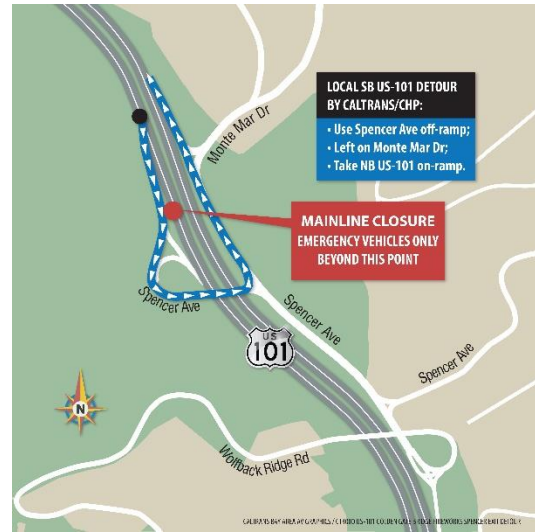 LOCAL SB US-101 DETOUR
BY CALTRANS/CHP:
• Use Spencer Ave off-ramp;
• Left on Monte Mar Dr;
• Take NB US-101 on-ramp.
Monte Mar Dr
MAINLINE CLOSURE
EMERGENCY VEHICLES ONLY
BEYOND THIS POINT
Spencer Ave
Spencer Ave
US
101
Spencer Ave
N
Wolfback Ridge Rd